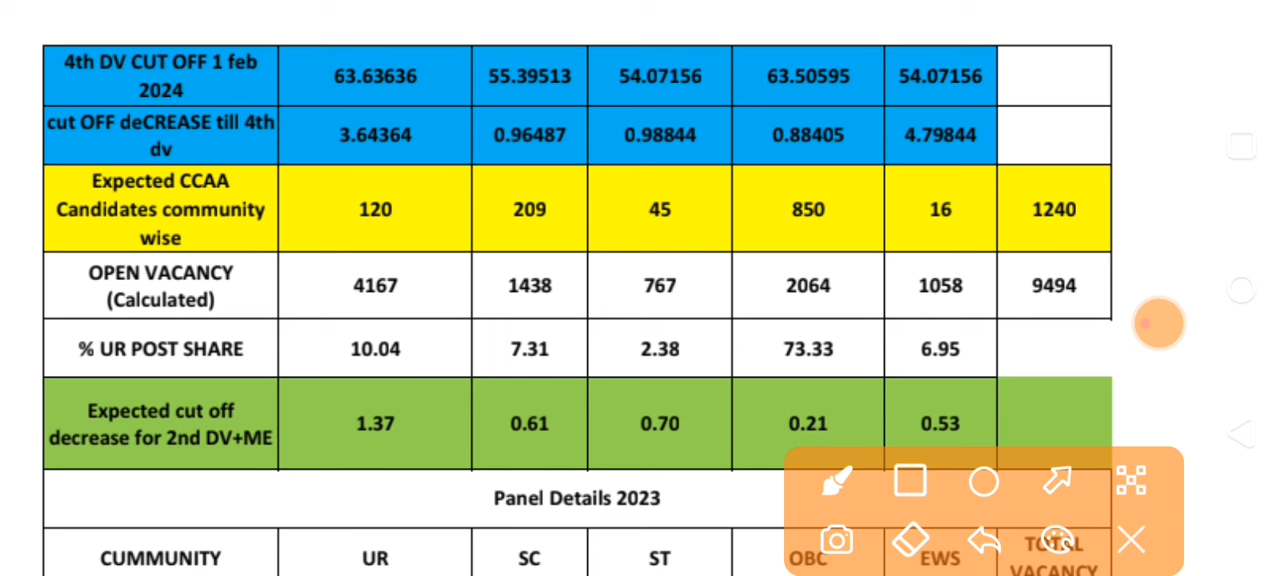 4th DV CUT OFF 1 feb
2024
63.63636 55.39513 54.07156 63.50595 54.07156
cut OFF deCREASE till 4th
dv
3.64364 0.96487 0.98844 0.88405 4.79844
Expected CCAA
Candidates community
wise
120 209 45 850 16 1240
OPEN VACANCY
(Calculated)
4167 1438 767 2064 1058 9494
% UR POST SHARE 10.04 7.31 2.38 73.33 6.95
Expected cut off
decrease for 2nd DV+ME
1.37 0.61 0.70 0.21 0.53
Panel Details 2023
CUMMUNITY UR SC ST OBC EWS TOTAL
VACANCY